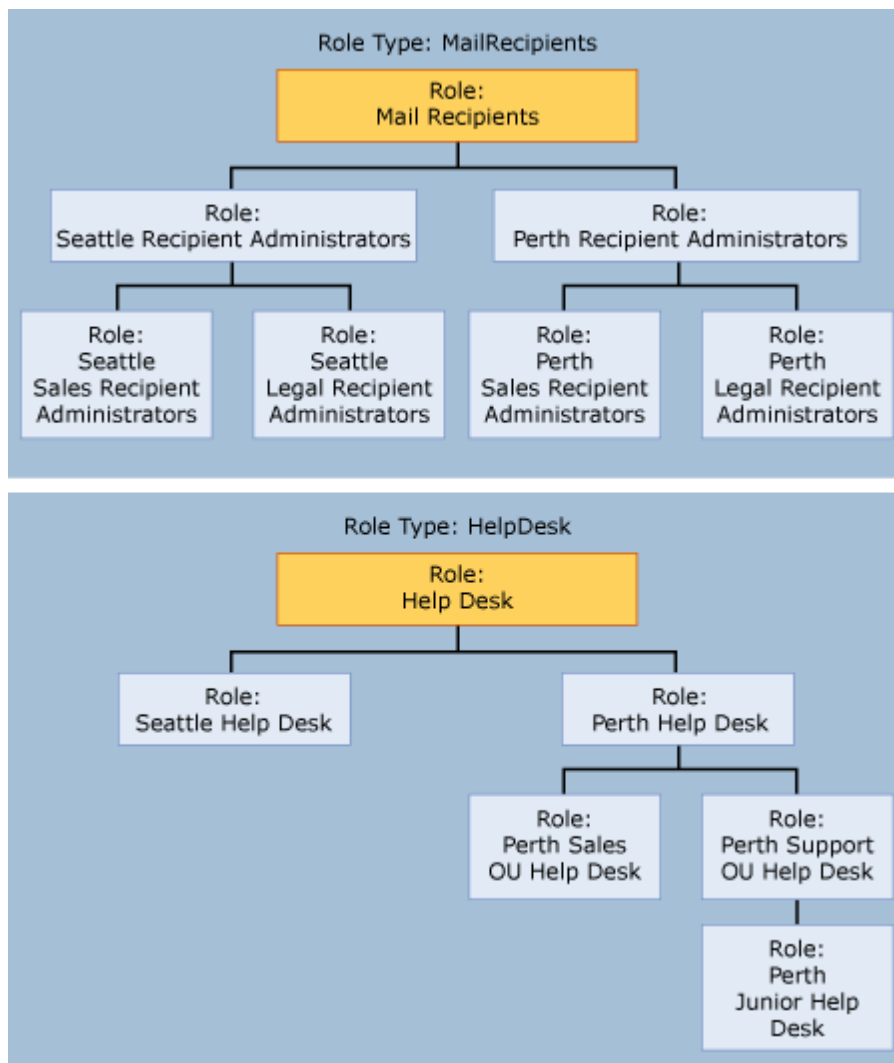 Role Type: MailRecipients
Role:
Mail Recipients
Role:
Seattle Recipient Administrators
Role:
Perth Recipient Administrators
Role:
Seattle
Sales Recipient
Administrators
Role:
Seattle
Legal Recipient
Administrators
Role:
Perth
Sales Recipient
Administrators
Role:
Perth
Legal Recipient
Administrators
Role Type: HelpDesk
Role:
Help Desk
Role:
Seattle Help Desk
Role:
Perth Help Desk
Role:
Perth Sales
OU Help Desk
Role:
Perth Support
OU Help Desk
Role:
Perth
Junior Help
Desk